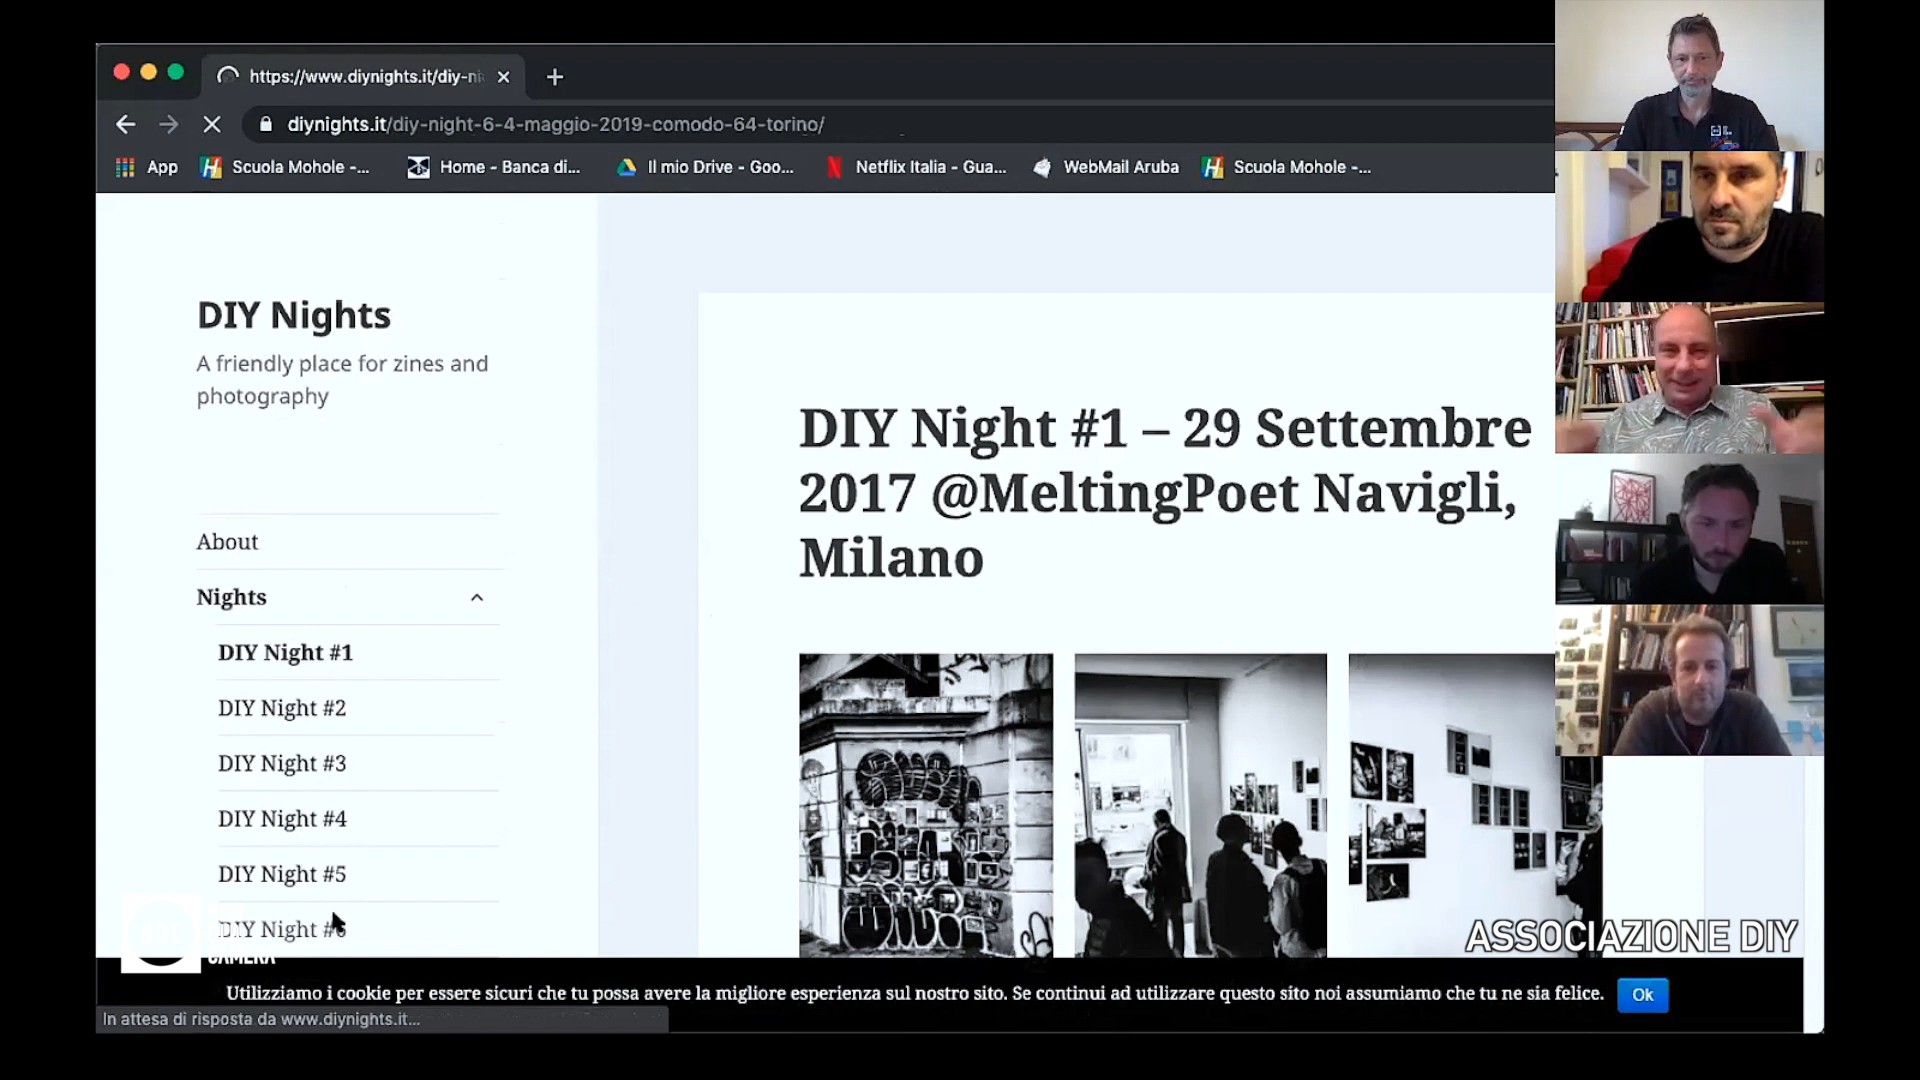 https://www.diynights.it/diy-ni
diynights.it/diy-night-6-4-maggio-2019-comodo-64-torino/
App
Scuola Mohole -...
Home - Banca di...
Il mio Drive - Goo...
Netflix Italia - Gua...
WebMail Aruba
Scuola Mohole -...
DIY Nights
A friendly place for zines and
photography
About
Nights
DIY Night #1
DIY Night #2
DIY Night #3
DIY Night #4
DIY Night #5
DIY Night #6
DIY Night #1 – 29 Settembre
2017 @MeltingPoet Navigli,
Milano
CAMERA
ASSOCIAZIONE DIY
Utilizziamo i cookie per essere sicuri che tu possa avere la migliore esperienza sul nostro sito. Se continui ad utilizzare questo sito noi assumiamo che tu ne sia felice.
Ok
In attesa di risposta da www.diynights.it...